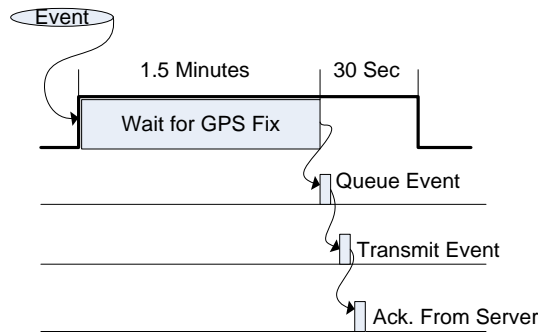 Event
1.5 Minutes
30 Sec
Wait for GPS Fix
Queue Event
Transmit Event
Ack. From Server